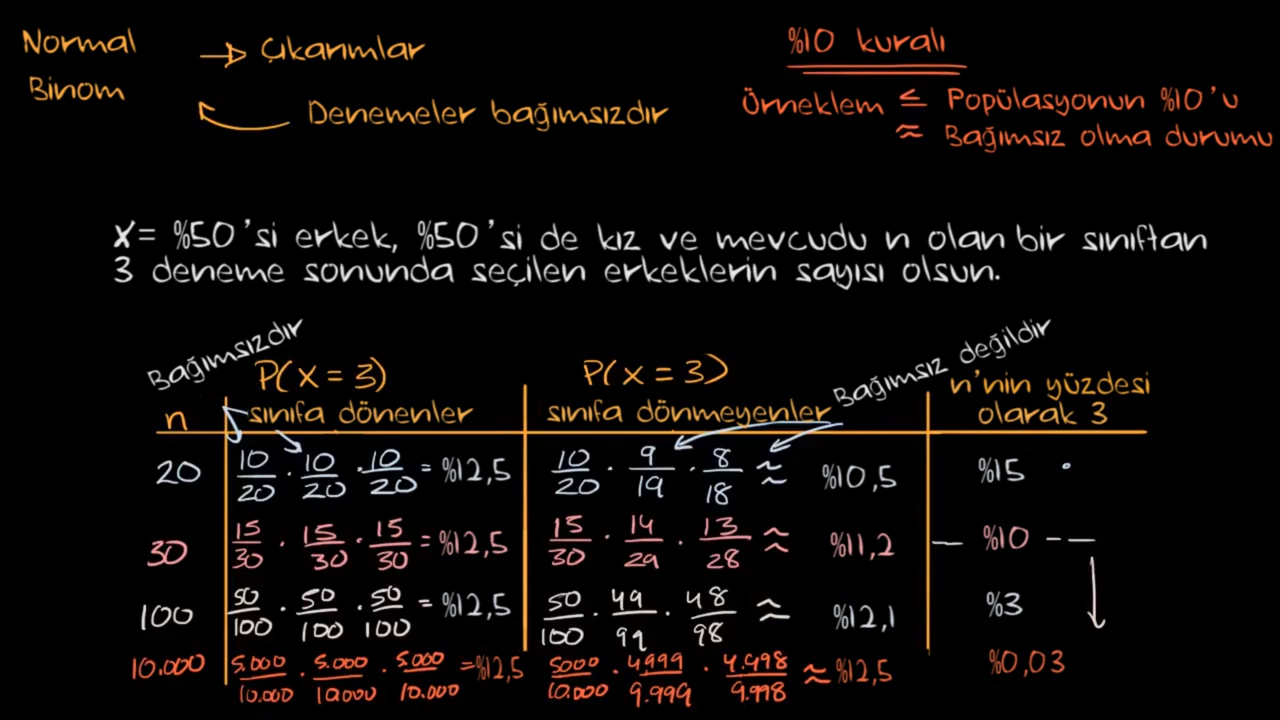 Normal
Binom
→ Çıkarımlar
Denemeler bağımsızdır
%10 kuralı
Örneklem ≤ Popülasyonun %10'u
≈ Bağımsız olma durumu
X= %50'si erkek, %50'si de kız ve mevcudu n olan bir sınıftan
3 deneme sonunda seçilen erkeklerin sayısı olsun.
Bağımsızdır
Bağımsız değildir
n
P(X=3)
sınıfa dönenler
P(X=3)
sınıfa dönmeyenler
n'nin yüzdesi
olarak 3
20 10/20 · 10/20 · 10/20 = %12,5 10/20 · 9/19 · 8/18 ≈ %10,5 %15
30 15/30 · 15/30 · 15/30 = %12,5 15/30 · 14/29 · 13/28 ≈ %11,2 %10
100 50/100 · 50/100 · 50/100 = %12,5 50/100 · 49/99 · 48/98 ≈ %12,1 %3
10.000 5.000/10.000 · 5.000/10.000 · 5.000/10.000 = %12,5 5000/10.000 · 4.999/9.999 · 4.998/9.998 ≈ %12,5 %0,03